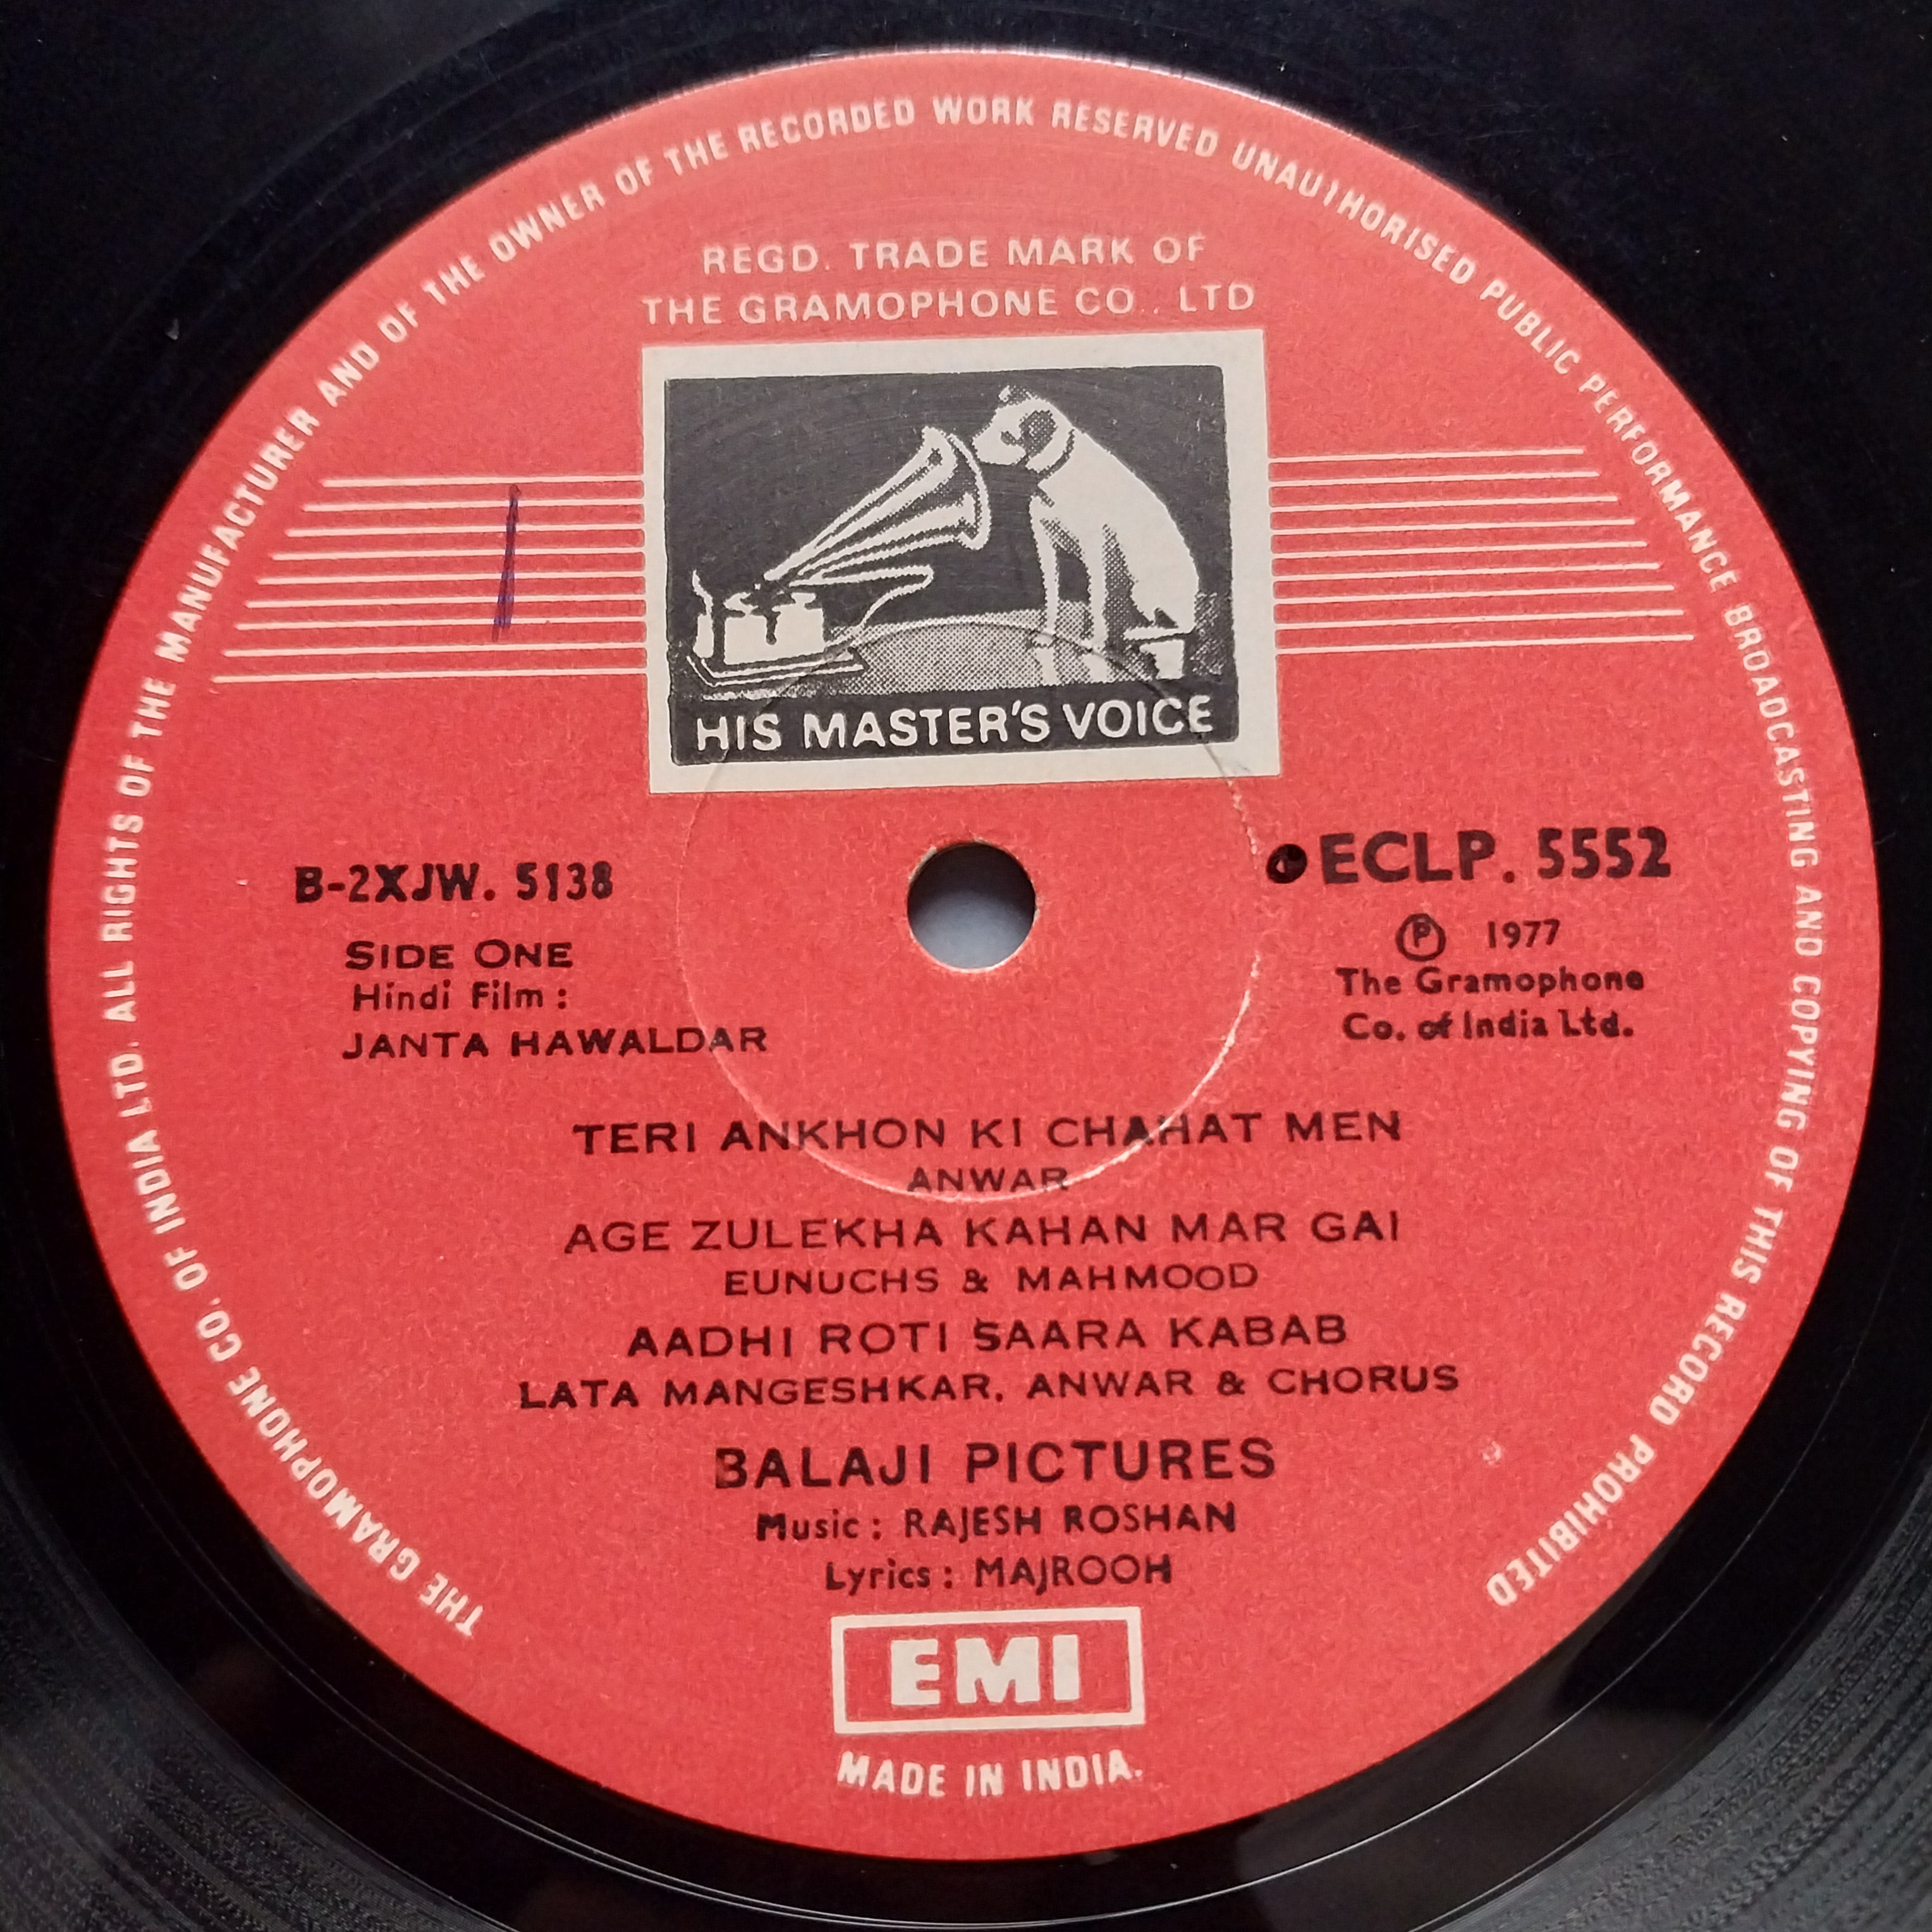 THE GRAMOPHONE CO. OF INDIA LTD. ALL RIGHTS OF THE MANUFACTURER AND OF THE OWNER OF THE RECORDED WORK RESERVED UNAUTHORISED PUBLIC PERFORMANCE BROADCASTING AND COPYING OF THIS RECORD PROHIBITED
REGD. TRADE MARK OF
THE GRAMOPHONE CO., LTD
HIS MASTER'S VOICE
B-2XJW. 5138
SIDE ONE
Hindi Film :
JANTA HAWALDAR
ECLP. 5552
℗ 1977
The Gramophone
Co. of India Ltd.
TERI ANKHON KI CHAHAT MEN
ANWAR
AGE ZULEKHA KAHAN MAR GAI
EUNUCHS & MAHMOOD
AADHI ROTI SAARA KABAB
LATA MANGESHKAR, ANWAR & CHORUS
BALAJI PICTURES
Music : RAJESH ROSHAN
Lyrics : MAJROOH
EMI
MADE IN INDIA.